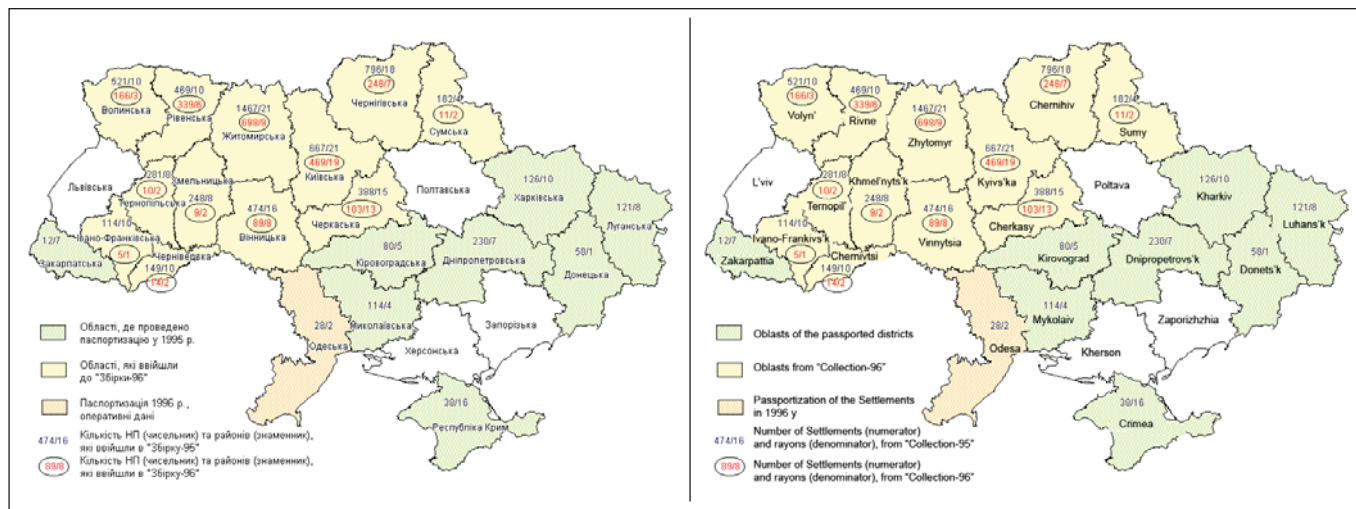 796/18
248/7
Чернігівська
521/10
166/3
Волинська
469/10
339/6
Рівенська
1467/21
698/9
Житомирська
182/4
11/2
Сумська
667/21
469/19
Київська
Львівська
281/8
10/2
Тернопільська
Хмельницька
248/8
9/2
388/15
103/13
Черкаська
Полтавська
126/10
Харківська
121/8
Луганська
474/16
89/8
Вінницька
114/10
Івано-Франківська
5/1
12/7
Закарпатська
149/10
14/2
80/5
Кіровоградська
230/7
Дніпропетровська
58/1
Донецька
114/4
Миколаївська
28/2
Одеська
Запорізька
Херсонська
38/16
Республіка Крим
Області, де проведено
паспортизацію у 1995 р.
Області, які ввійшли
до "Збірки-96"
Паспортизація 1996 р.,
оперативні дані
474/16 Кількість НП (чисельник) та районів (знаменник),
які ввійшли в "Збірку-95"
89/8 Кількість НП (чисельник) та районів (знаменник),
які ввійшли в "Збірку-96"
796/18
248/7
Chernihiv
521/10
166/3
Volyn'
469/10
339/6
Rivne
1467/21
698/9
Zhytomyr
182/4
11/2
Sumy
667/21
469/19
Kyivs'ka
L'viv
281/8
10/2
Ternopil'
Khmel'nyts'k
248/8
9/2
388/15
103/13
Cherkasy
Poltava
126/10
Kharkiv
121/8
Luhans'k
474/16
89/8
Vinnytsia
114/10
Ivano-Frankivs'k
5/1
12/7
Zakarpattia
Chernivtsi
149/10
14/2
80/5
Kirovograd
230/7
Dnipropetrovs'k
58/1
Donets'k
114/4
Mykolaiv
28/2
Odesa
Zaporizhzhia
Kherson
38/16
Crimea
Oblasts of the passported districts
Oblasts from "Collection-96"
Passportization of the Settlements
in 1996 y
474/16 Number of Settlements (numerator)
and rayons (denominator), from "Collection-95"
89/8 Number of Settlements (numerator)
and rayons (denominator), from "Collection-96"